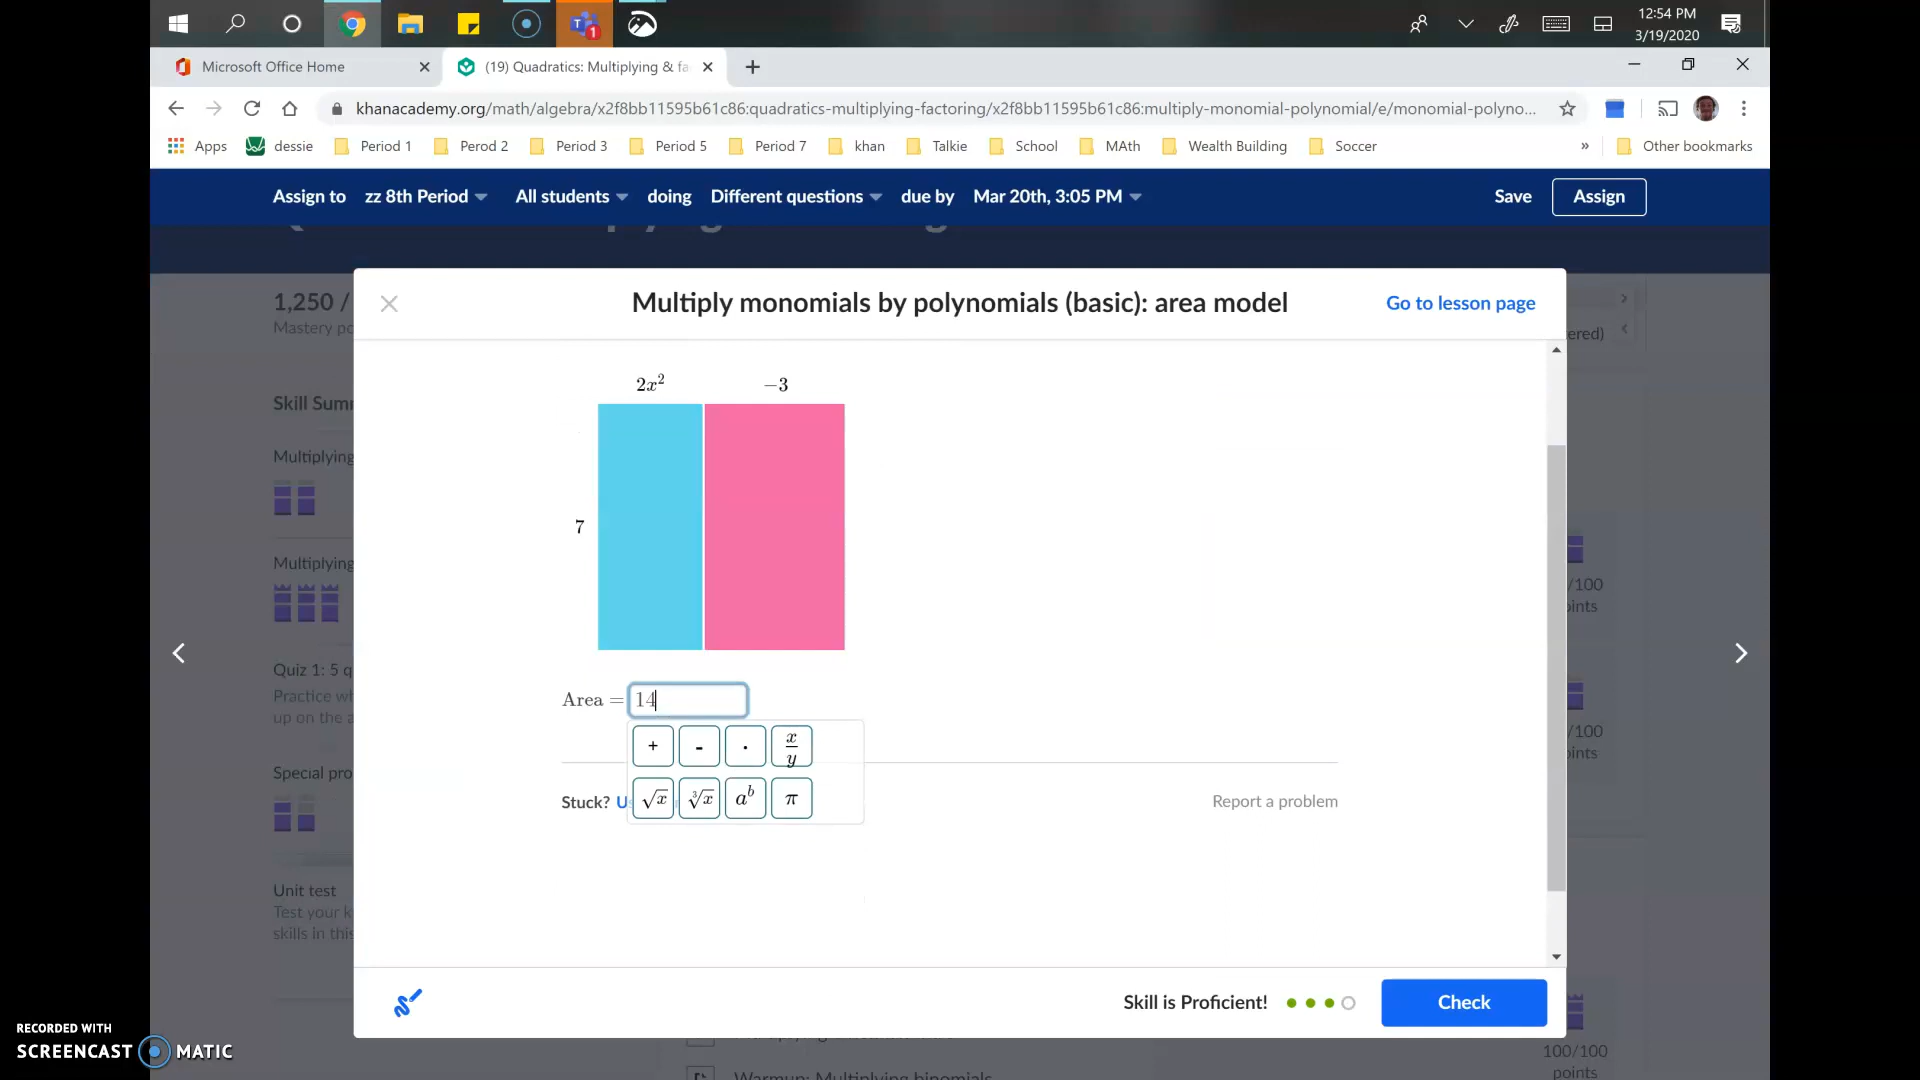 12:54 PM
3/19/2020
Microsoft Office Home
(19) Quadratics: Multiplying & fa
khanacademy.org/math/algebra/x2f8bb11595b61c86:quadratics-multiplying-factoring/x2f8bb11595b61c86:multiply-monomial-polynomial/e/monomial-polyno...
Apps dessie Period 1 Perod 2 Period 3 Period 5 Period 7 khan Talkie School MAth Wealth Building Soccer » Other bookmarks
Assign to zz 8th Period All students doing Different questions due by Mar 20th, 3:05 PM Save Assign
1,250 /
Mastery po
Multiply monomials by polynomials (basic): area model
Go to lesson page
ered)
Skill Summ
Multiplying
Multiplying
Quiz 1: 5 q
Practice wh
up on the a
Special pro
Unit test
Test your k
skills in this
2x² −3
7
Area = 14
+ - · x/y
√x ∛x aᵇ π
Stuck? U
Report a problem
/100
oints
/100
oints
Skill is Proficient!
Check
100/100
points
Warmup: Multiplying binomials
RECORDED WITH
SCREENCAST MATIC